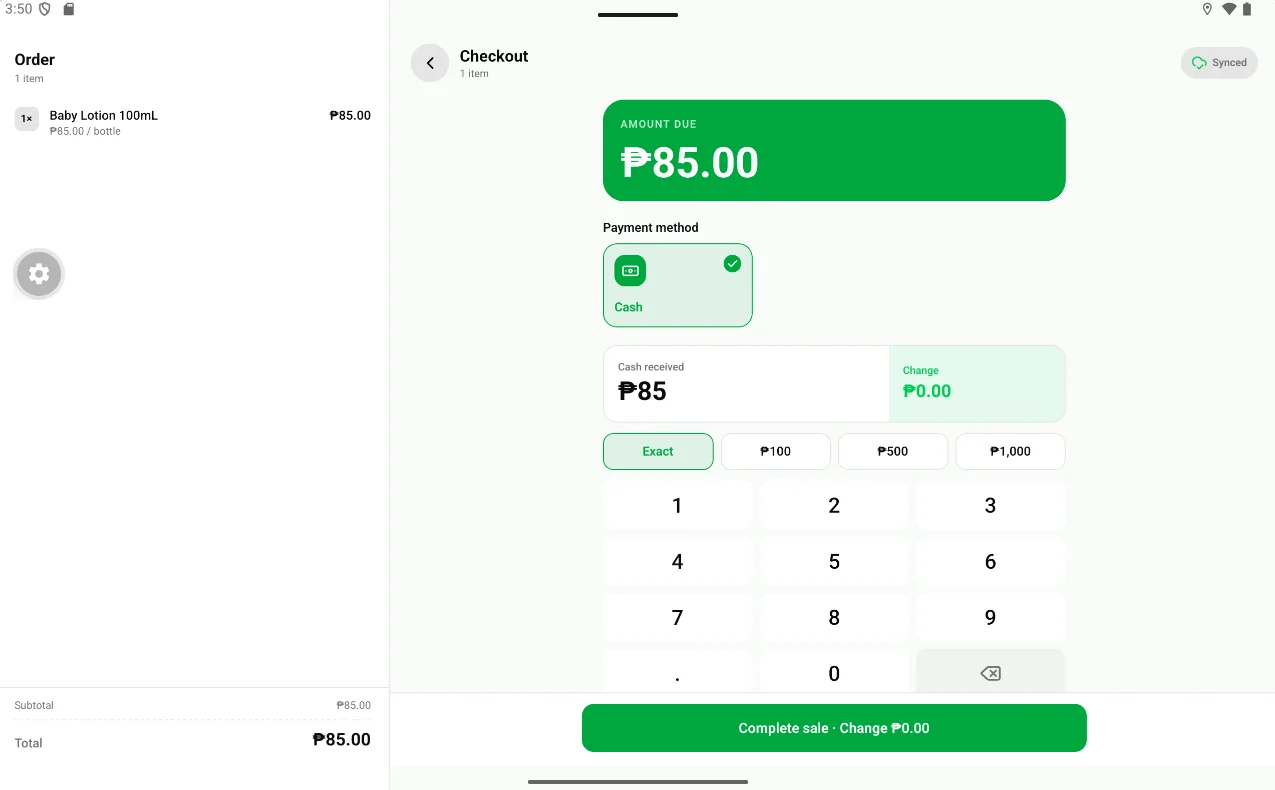 3:50
Order
1 item
1×
Baby Lotion 100mL
₱85.00
₱85.00 / bottle
Subtotal
₱85.00
Total
₱85.00
Checkout
1 item
Synced
AMOUNT DUE
₱85.00
Payment method
Cash
Cash received
₱85
Change
₱0.00
Exact
₱100
₱500
₱1,000
1
2
3
4
5
6
7
8
9
.
0
Complete sale · Change ₱0.00